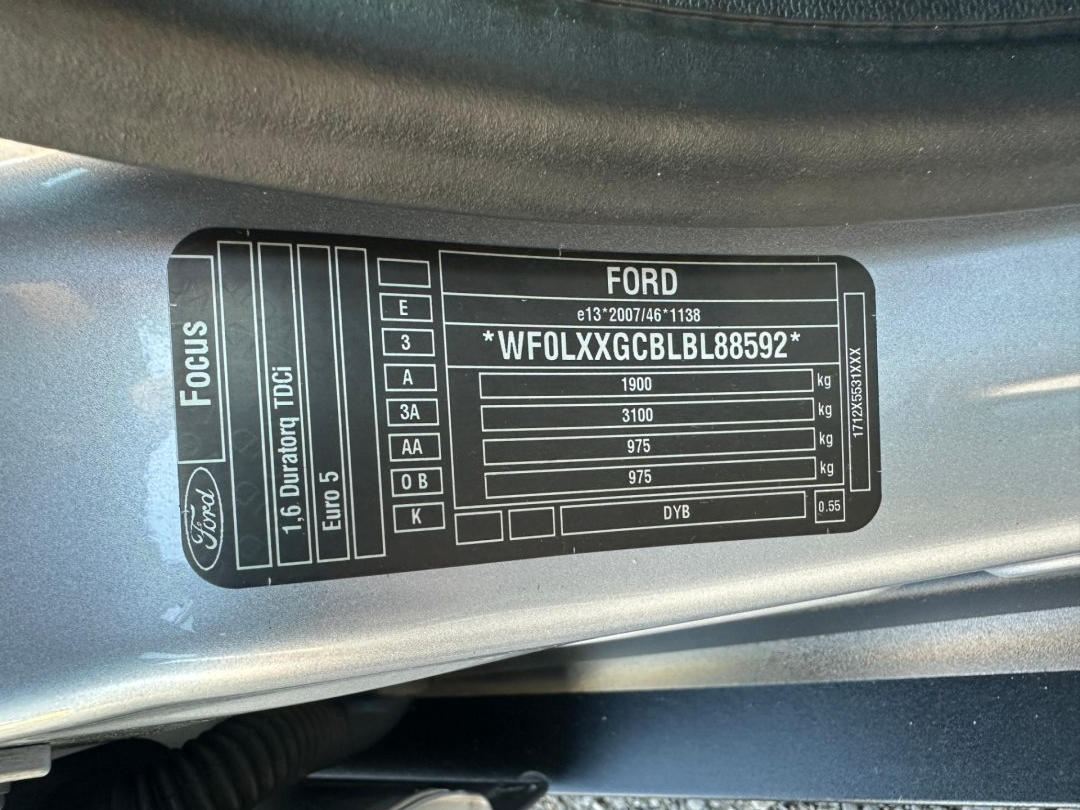 Focus
Ford
1,6 Duratorq TDCi
Euro 5
E
3
A
3A
AA
0 B
K
FORD
e13*2007/46*1138
*WF0LXXGCBLBL88592*
1900 kg
3100 kg
975 kg
975 kg
DYB
0.55
1712X5531XXX